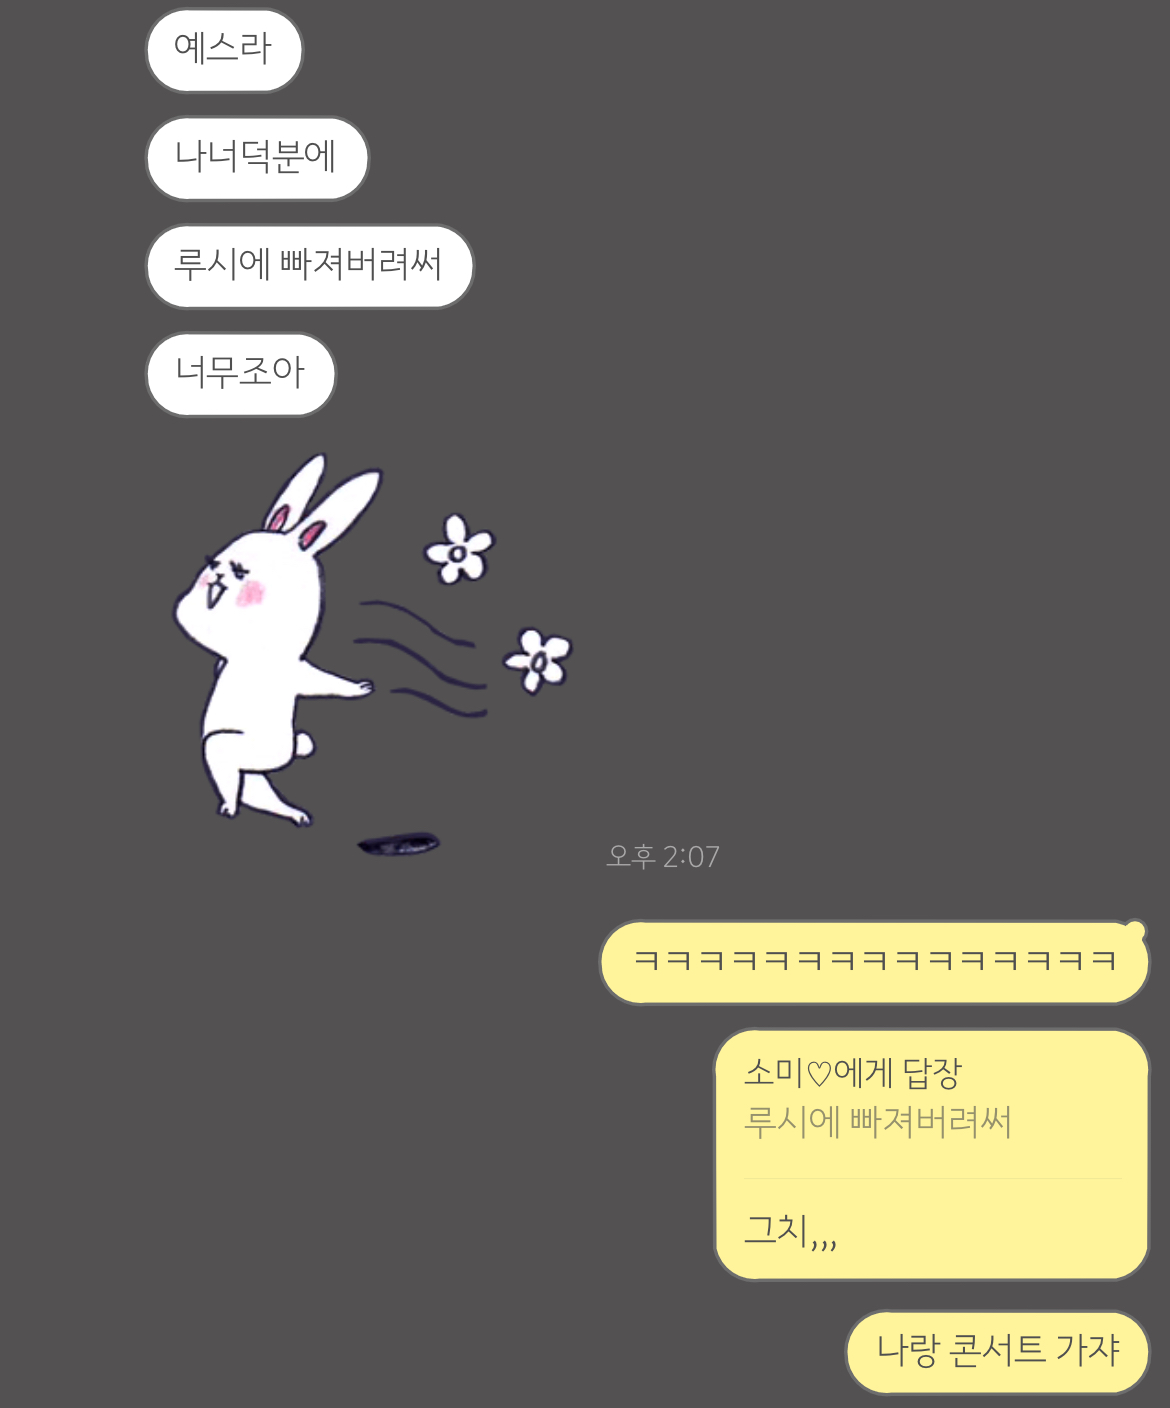 예스라
나너덕분에
루시에 빠져버려써
너무조아
오후 2:07
ㅋㅋㅋㅋㅋㅋㅋㅋㅋㅋㅋㅋㅋㅋㅋ
소미♡에게 답장
루시에 빠져버려써
그치,,,
나랑 콘서트 가쟈